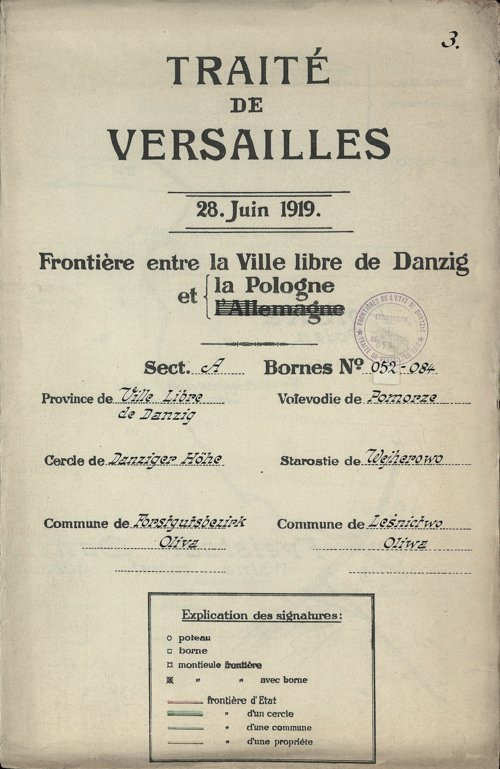 3.
TRAITÉ
DE
VERSAILLES
28. Juin 1919.
Frontière entre la Ville libre de Danzig
et { la Pologne
l'Allemagne
Sect. A Bornes Nº 052-084
Province de Ville Libre
de Danzig
Voïevodie de Pomorze
Cercle de Danziger Höhe
Starostie de Wejherowo
Commune de Forstgutsbezirk
Oliva
Commune de Leśnictwo
Oliwa
Explication des signatures:
poteau
borne
montieule frontière
" " avec borne
frontière d'Etat
" d'un cercle
" d'une commune
" d'une propriéte